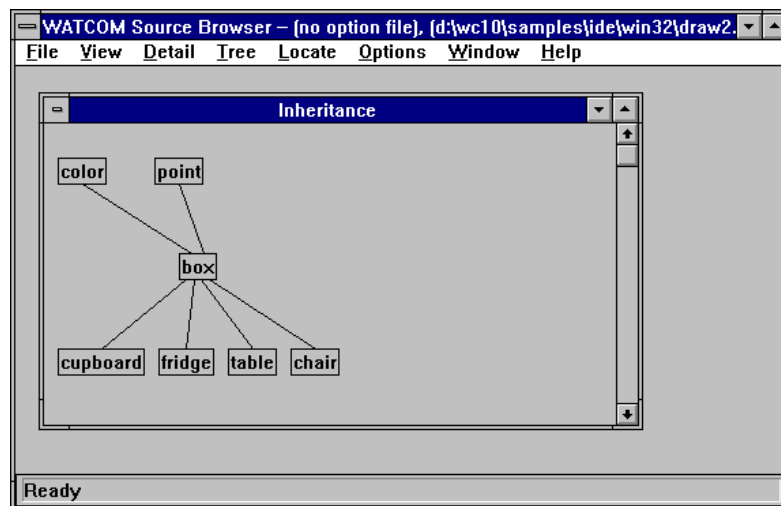 WATCOM Source Browser – (no option file), (d:\wc10\samples\ide\win32\draw2.
File View Detail Tree Locate Options Window Help
Inheritance
color point
box
cupboard fridge table chair
Ready